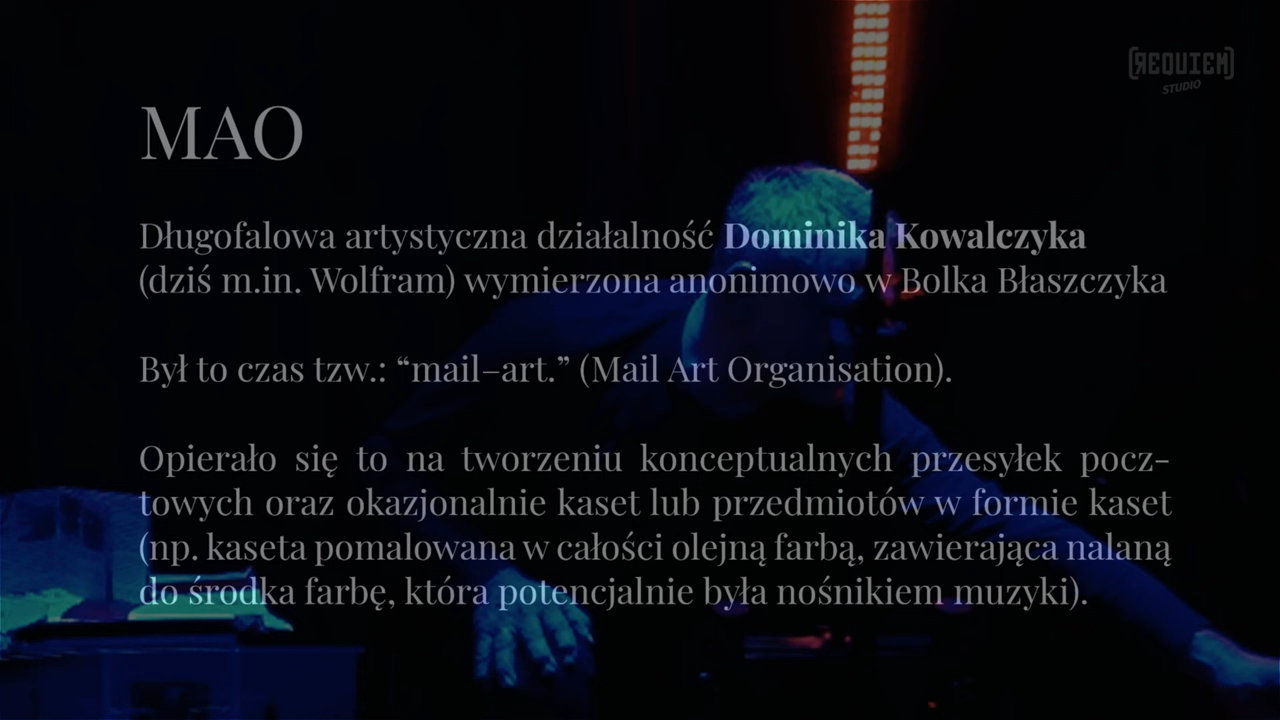 [REQUIEM]
STUDIO
MAO
Długofalowa artystyczna działalność Dominika Kowalczyka
(dziś m.in. Wolfram) wymierzona anonimowo w Bolka Błaszczyka
Był to czas tzw.: “mail–art.” (Mail Art Organisation).
Opierało się to na tworzeniu konceptualnych przesyłek pocz-
towych oraz okazjonalnie kaset lub przedmiotów w formie kaset
(np. kaseta pomalowana w całości olejną farbą, zawierająca nalaną
do środka farbę, która potencjalnie była nośnikiem muzyki).